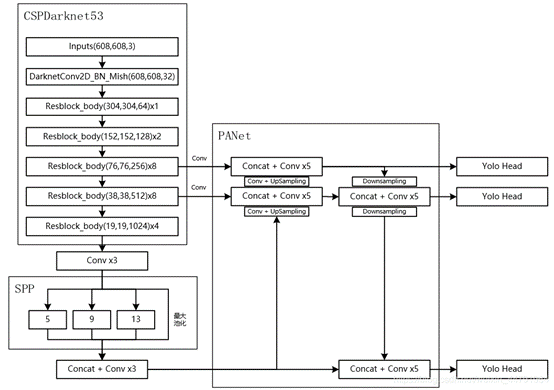 CSPDarknet53
Inputs(608,608,3)
DarknetConv2D_BN_Mish(608,608,32)
Resblock_body(304,304,64)x1
Resblock_body(152,152,128)x2
Resblock_body(76,76,256)x8
Resblock_body(38,38,512)x8
Resblock_body(19,19,1024)x4
Conv x3
SPP
5
9
13
最大
池化
Concat + Conv x3
Conv
Conv
PANet
Concat + Conv x5
Conv + UpSampling
Concat + Conv x5
Conv + UpSampling
Downsampling
Concat + Conv x5
Downsampling
Concat + Conv x5
Yolo Head
Yolo Head
Yolo Head